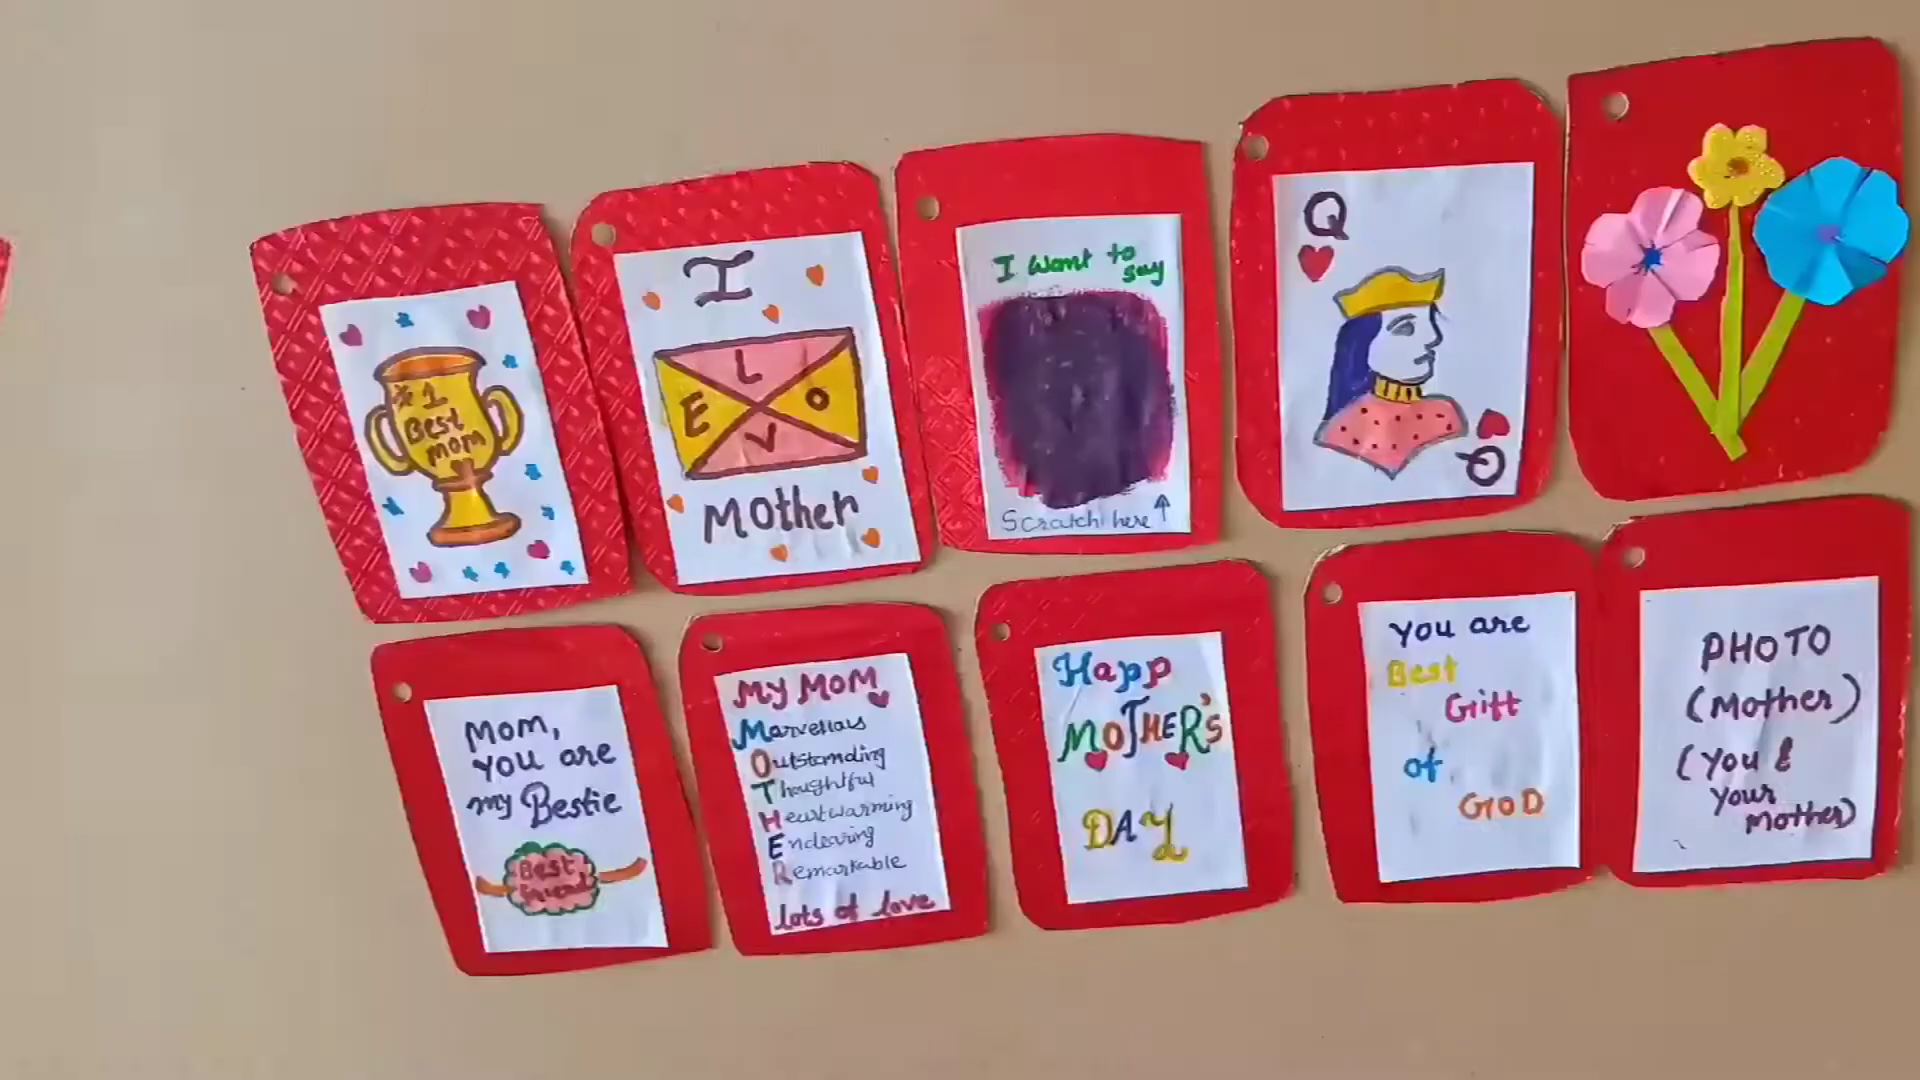 #1
Best
mom
I
L
E O
V
Mother
I Want to
say
Scratch here ↑
Q
Q
Mom,
you are
my Bestie
Best
friend
My MOM
Marvellous
Outstanding
Thoughtful
Heartwarming
Endearing
Remarkable
lots of love
Happ
MOTHER'S
DAY
You are
Best
Gift
of
GOD
PHOTO
(Mother)
(You &
Your
mother)